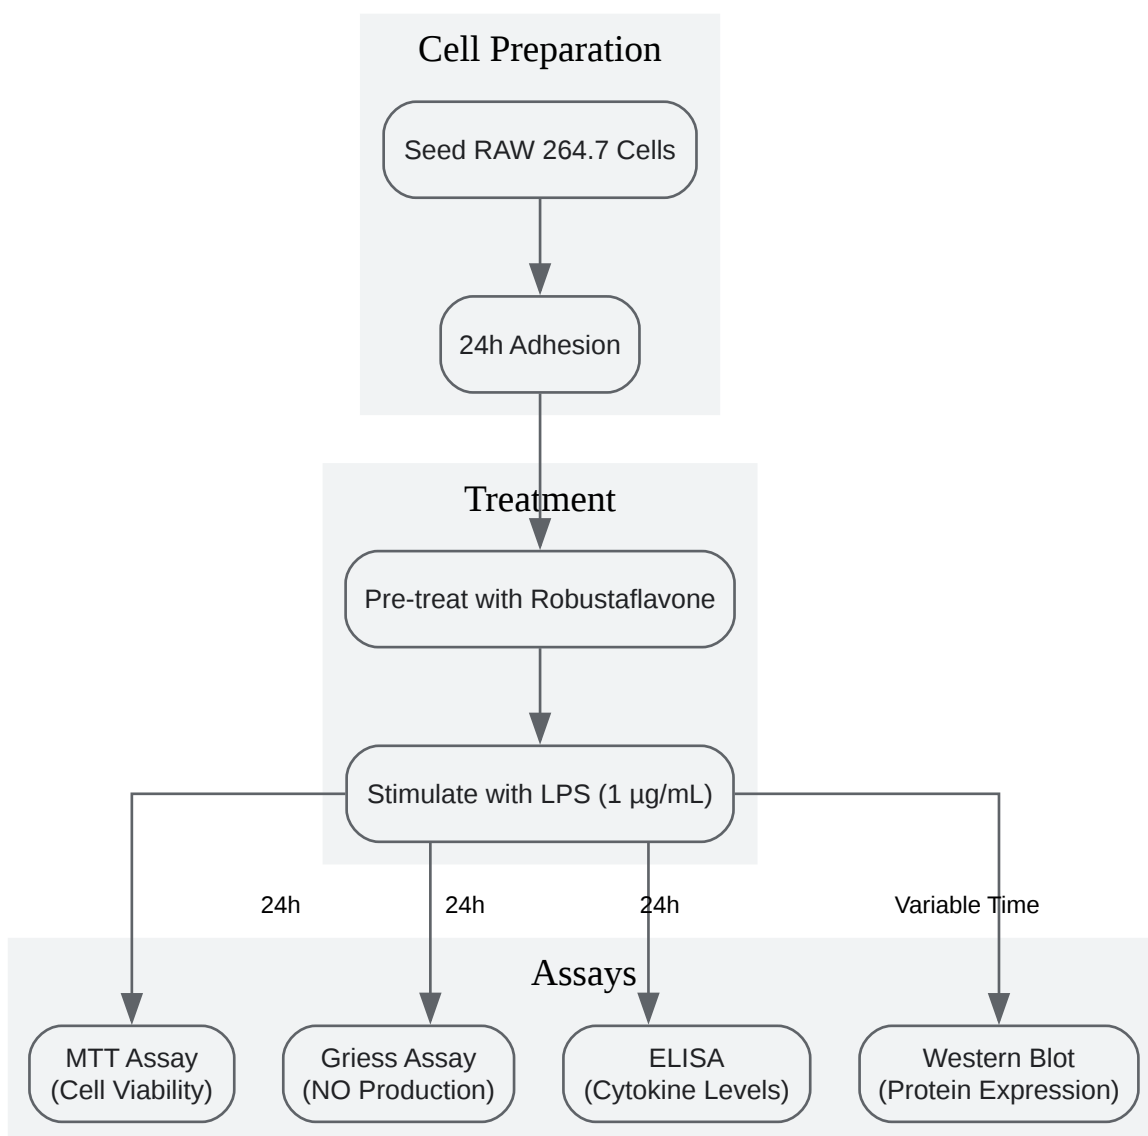 Cell Preparation
Seed RAW 264.7 Cells
24h Adhesion
Treatment
Pre-treat with Robustaflavone
Stimulate with LPS (1 µg/mL)
24h
24h
24h
Variable Time
Assays
MTT Assay
(Cell Viability)
Griess Assay
(NO Production)
ELISA
(Cytokine Levels)
Western Blot
(Protein Expression)